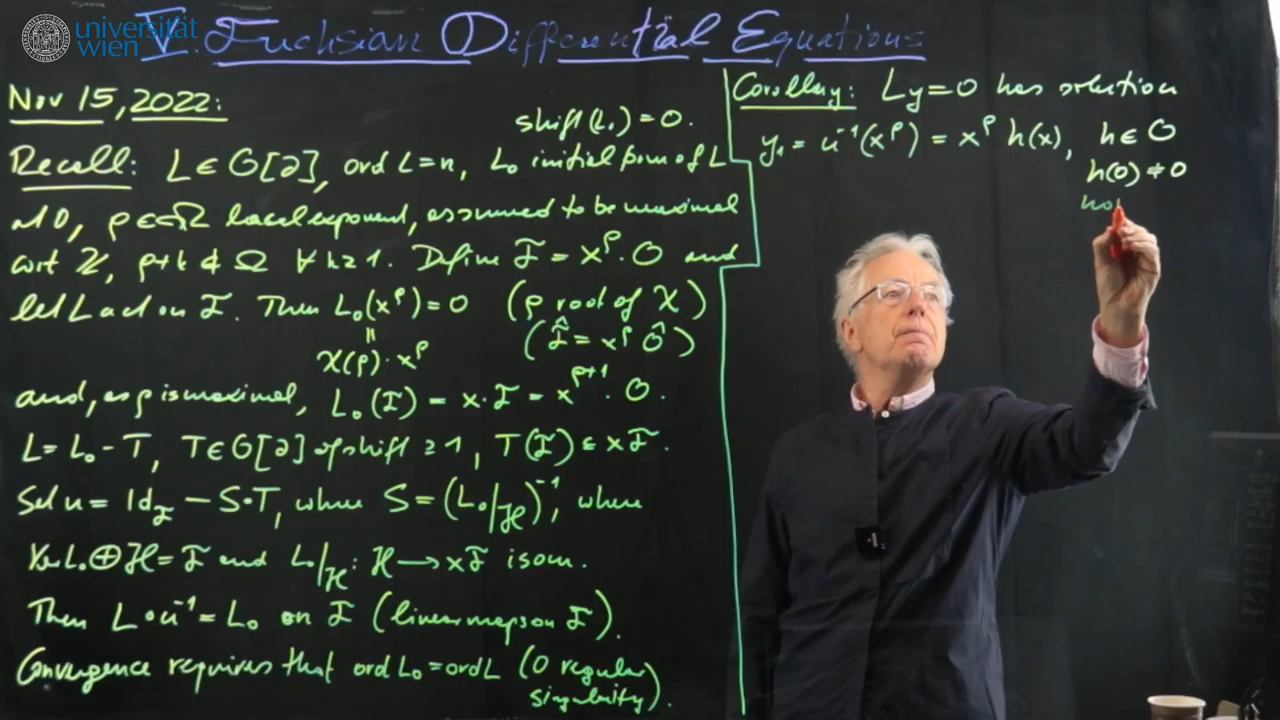 universität
wien
V. Fuchsian Differential Equations
Nov 15, 2022:
shift(L₀) = 0.
Recall: L ∈ O[∂], ord L = n, L₀ initial form of L
at 0, ρ ∈ Ω local exponent, assumed to be maximal
wrt ℤ, ρ+k ∉ Ω ∀ k ≥ 1. Define F = x^ρ · O and
let L act on F. Then L₀(x^ρ) = 0 (ρ root of χ)
"
χ(ρ) · x^ρ (F̂ = x^ρ Ô)
and, as ρ is maximal, L₀(F) = x · F = x^{ρ+1} · O.
L = L₀ - T, T ∈ O[∂] of shift ≥ 1, T(F) ⊆ xF.
Set u = Id_F - S∘T, where S = (L₀|_H)^{-1}, where
Ker L₀ ⊕ H = F and L₀|_H : H → xF isom.
Then L∘u^{-1} = L₀ on F (linear maps on F).
Convergence requires that ord L₀ = ord L (0 regular
singularity).
Corollary: Ly = 0 has solution
y₁ = u^{-1}(x^ρ) = x^ρ h(x), h ∈ O
h(0) ≠ 0